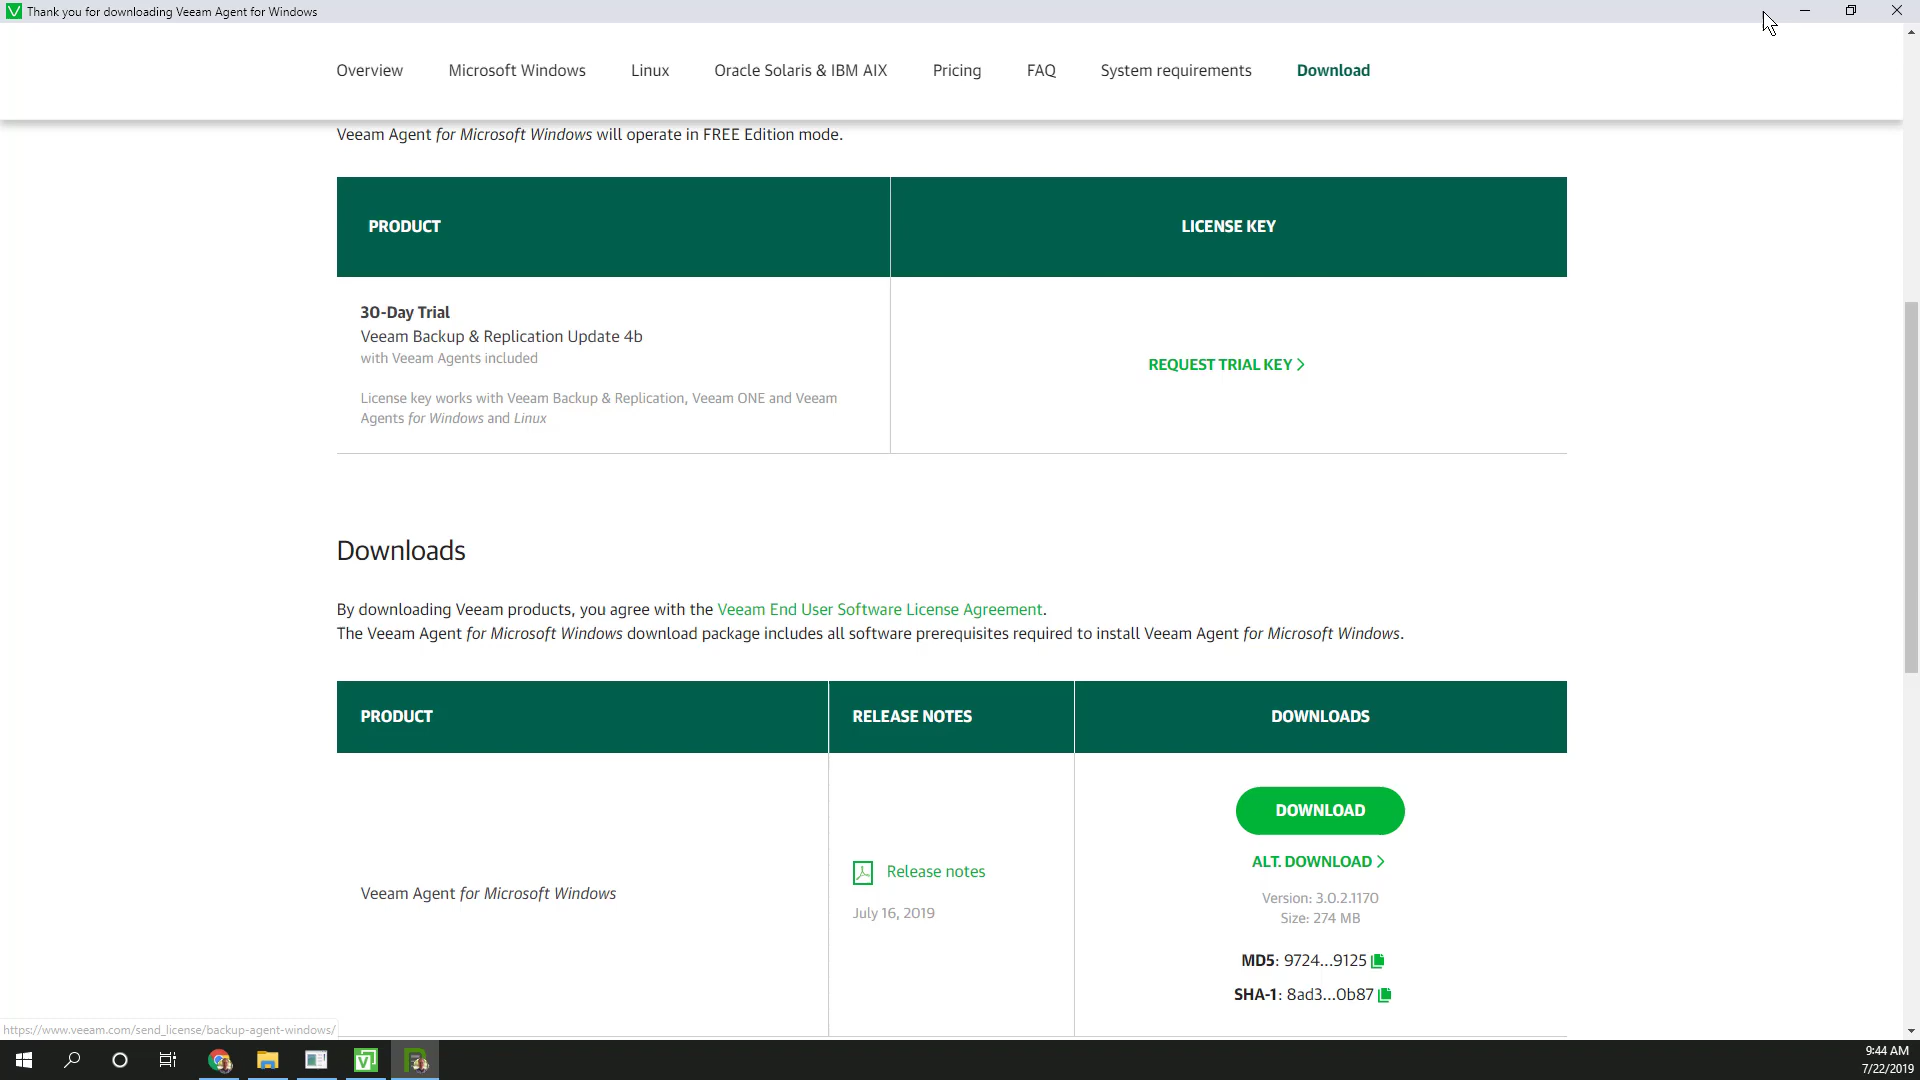 Thank you for downloading Veeam Agent for Windows
Overview Microsoft Windows Linux Oracle Solaris & IBM AIX Pricing FAQ System requirements Download
Veeam Agent for Microsoft Windows will operate in FREE Edition mode.
PRODUCT LICENSE KEY
30-Day Trial
Veeam Backup & Replication Update 4b
with Veeam Agents included
REQUEST TRIAL KEY >
License key works with Veeam Backup & Replication, Veeam ONE and Veeam
Agents for Windows and Linux
Downloads
By downloading Veeam products, you agree with the Veeam End User Software License Agreement.
The Veeam Agent for Microsoft Windows download package includes all software prerequisites required to install Veeam Agent for Microsoft Windows.
PRODUCT RELEASE NOTES DOWNLOADS
Veeam Agent for Microsoft Windows
Release notes
July 16, 2019
DOWNLOAD
ALT. DOWNLOAD >
Version: 3.0.2.1170
Size: 274 MB
MD5: 9724...9125
SHA-1: 8ad3...0b87
https://www.veeam.com/send_license/backup-agent-windows/
9:44 AM
7/22/2019